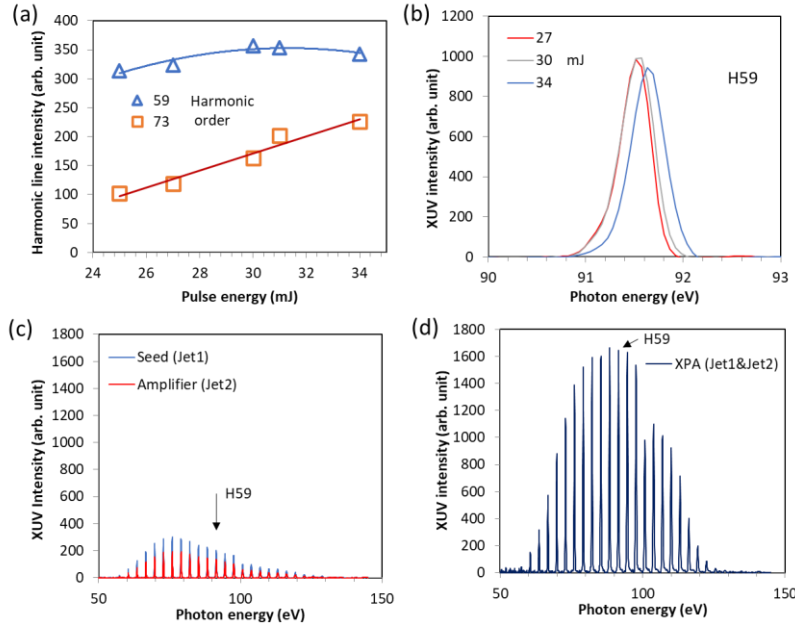 (a)
400
350
300
250
200
150
100
50
0
Harmonic line intensity (arb. unit)
59 Harmonic
73 order
24 26 28 30 32 34
Pulse energy (mJ)
(b)
1200
1000
800
600
400
200
0
XUV intensity (arb. unit)
27
30 mJ
34
H59
90 91 92 93
Photon energy (eV)
(c)
1800
1600
1400
1200
1000
800
600
400
200
0
XUV Intensity (arb. unit)
Seed (Jet1)
Amplifier (Jet2)
H59
50 100 150
Photon energy (eV)
(d)
1800
1600
1400
1200
1000
800
600
400
200
0
XUV intensity (arb. unit)
H59
XPA (Jet1&Jet2)
50 100 150
Photon energy (eV)